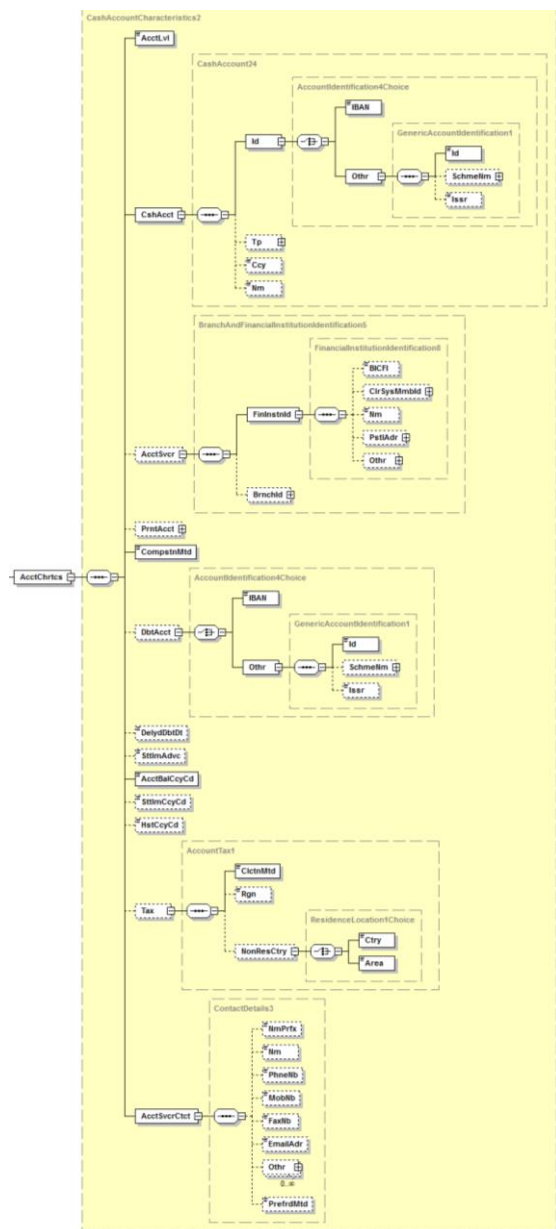 CashAccountCharacteristics2
AcctLvl
CashAccount24
AccountIdentification4Choice
IBAN
Id
GenericAccountIdentification1
Id
Othr
SchmeNm
Issr
CshAcct
Tp
Ccy
Nm
BranchAndFinancialInstitutionIdentification5
FinancialInstitutionIdentification8
BICFI
ClrSysMmbId
FinInstnId
Nm
PstlAdr
AcctSvcr
Othr
BrnchId
PrntAcct
CompstnMtd
AcctChrtcs
AccountIdentification4Choice
IBAN
GenericAccountIdentification1
DbtAcct
Id
Othr
SchmeNm
Issr
DelydDbtDt
SttlmAdvc
AcctBalCcyCd
SttlmCcyCd
HstCcyCd
AccountTax1
ClctnMtd
Rgn
Tax
ResidenceLocation1Choice
Ctry
NonResCtry
Area
ContactDetails3
NmPrfx
Nm
PhneNb
MobNb
AcctSvcrCtct
FaxNb
EmailAdr
Othr
0..∞
PrefrdMtd